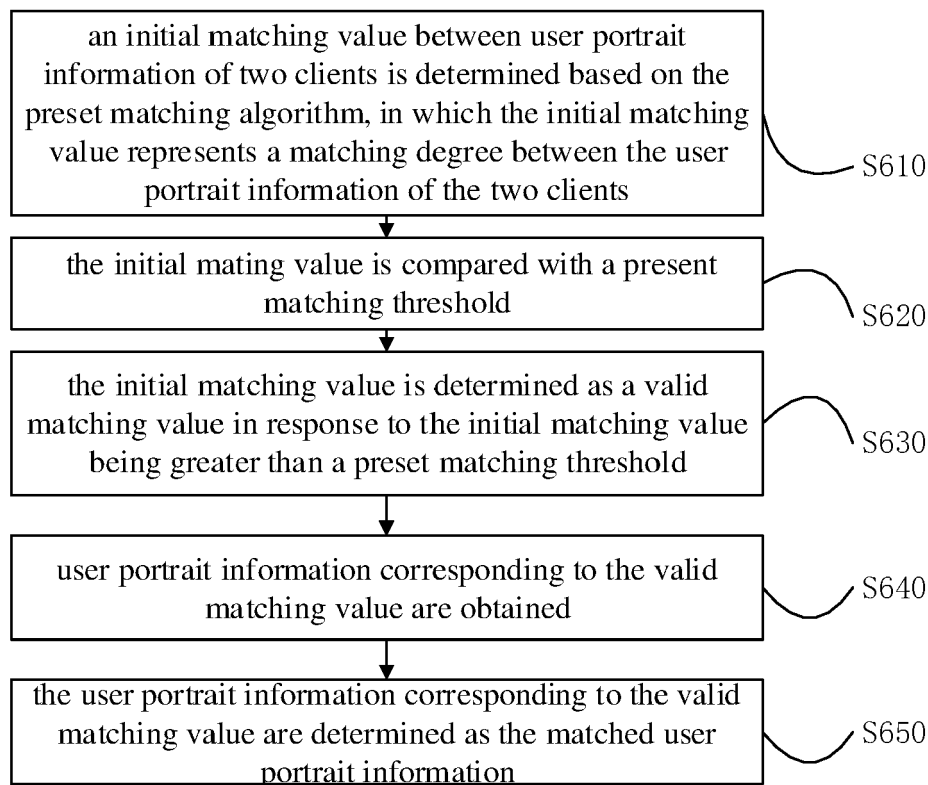 an initial matching value between user portrait
information of two clients is determined based on the
preset matching algorithm, in which the initial matching
value represents a matching degree between the user
portrait information of the two clients
S610
the initial mating value is compared with a present
matching threshold
S620
the initial matching value is determined as a valid
matching value in response to the initial matching value
being greater than a preset matching threshold
S630
user portrait information corresponding to the valid
matching value are obtained
S640
the user portrait information corresponding to the valid
matching value are determined as the matched user
portrait information
S650